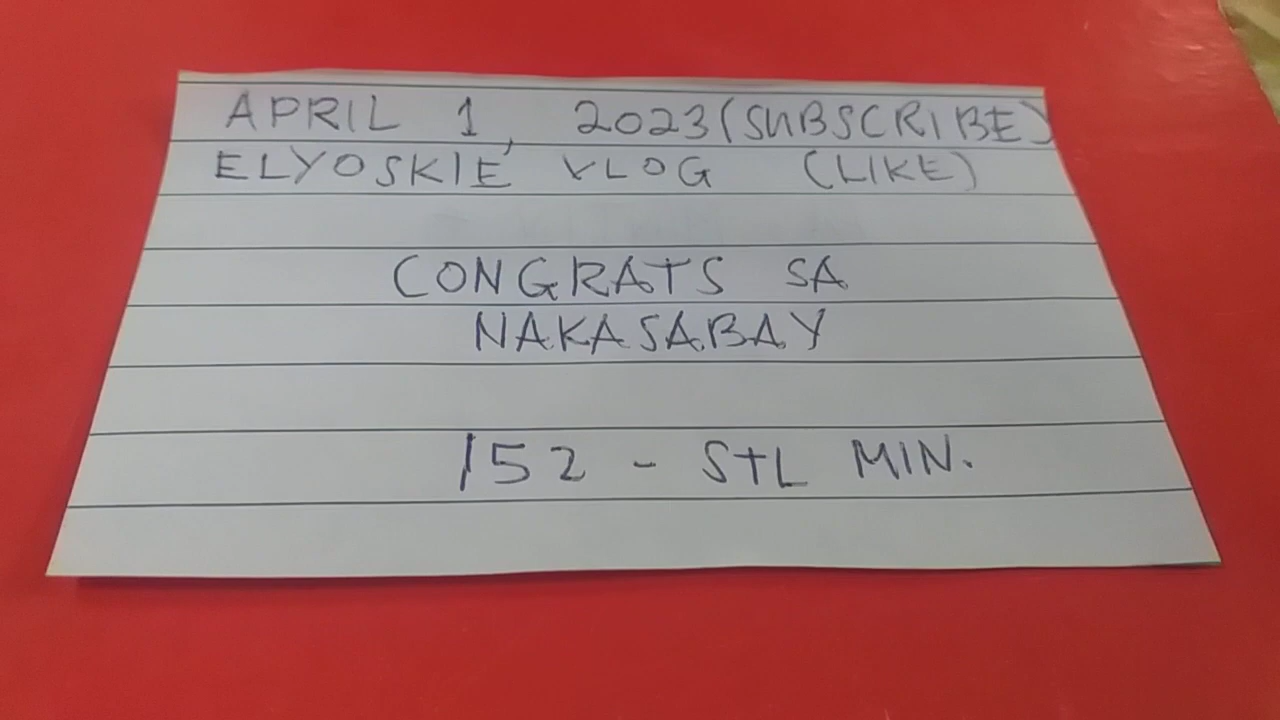 APRIL 1, 2023 (SUBSCRIBE)
ELYOSKIE VLOG (LIKE)
CONGRATS SA
NAKASABAY
152 - STL MIN.